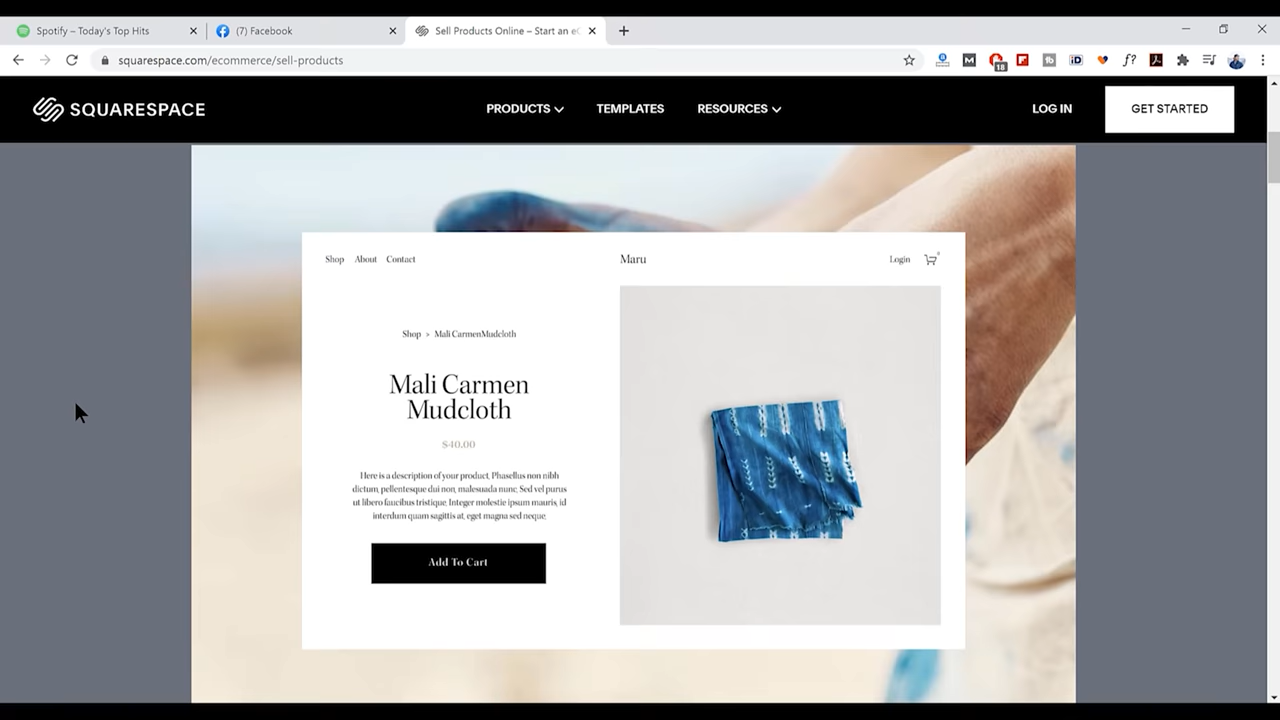 Spotify – Today's Top Hits
(7) Facebook
Sell Products Online – Start an e
squarespace.com/ecommerce/sell-products
18
f?
SQUARESPACE
PRODUCTS
TEMPLATES
RESOURCES
LOG IN
GET STARTED
Shop
About
Contact
Maru
Login
0
Shop > Mali CarmenMudcloth
Mali Carmen
Mudcloth
$40.00
Here is a description of your product, Phasellus non nibh
dictum, pellentesque dui non, malesuada nunc. Sed vel purus
ut libero faucibus tristique. Integer molestie ipsum mauris, id
interdum quam sagittis at, eget magna sed neque.
Add To Cart